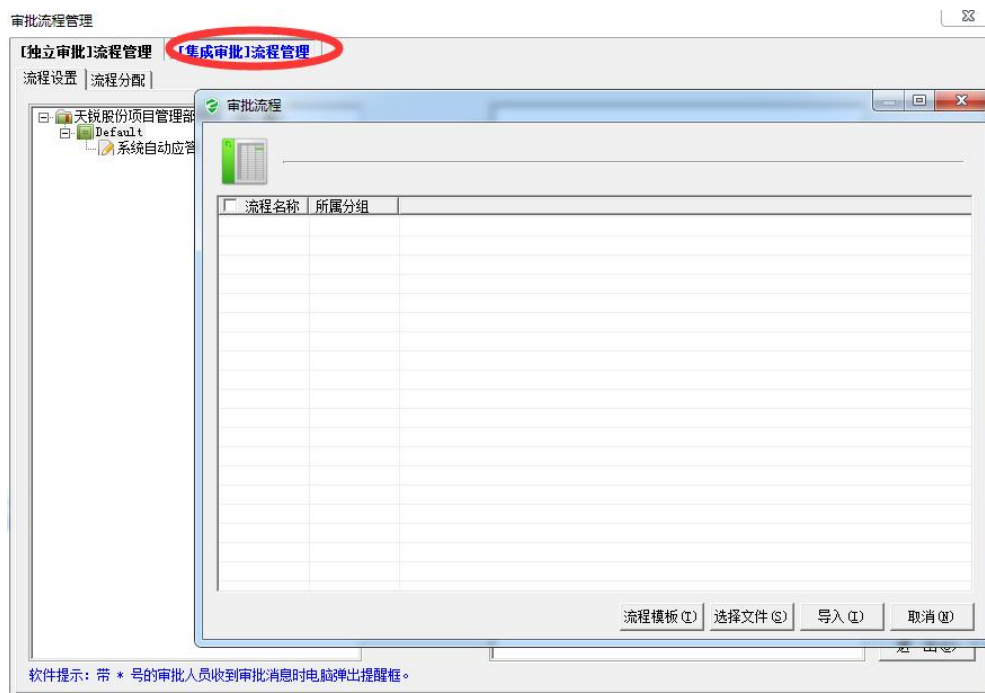 审批流程管理
[独立审批]流程管理 [集成审批]流程管理
流程设置 流程分配
天锐股份项目管理部
Default
系统自动应答
审批流程
流程名称 所属分组
流程模板(T) 选择文件(S) 导入(I) 取消(N)
软件提示：带 * 号的审批人员收到审批消息时电脑弹出提醒框。